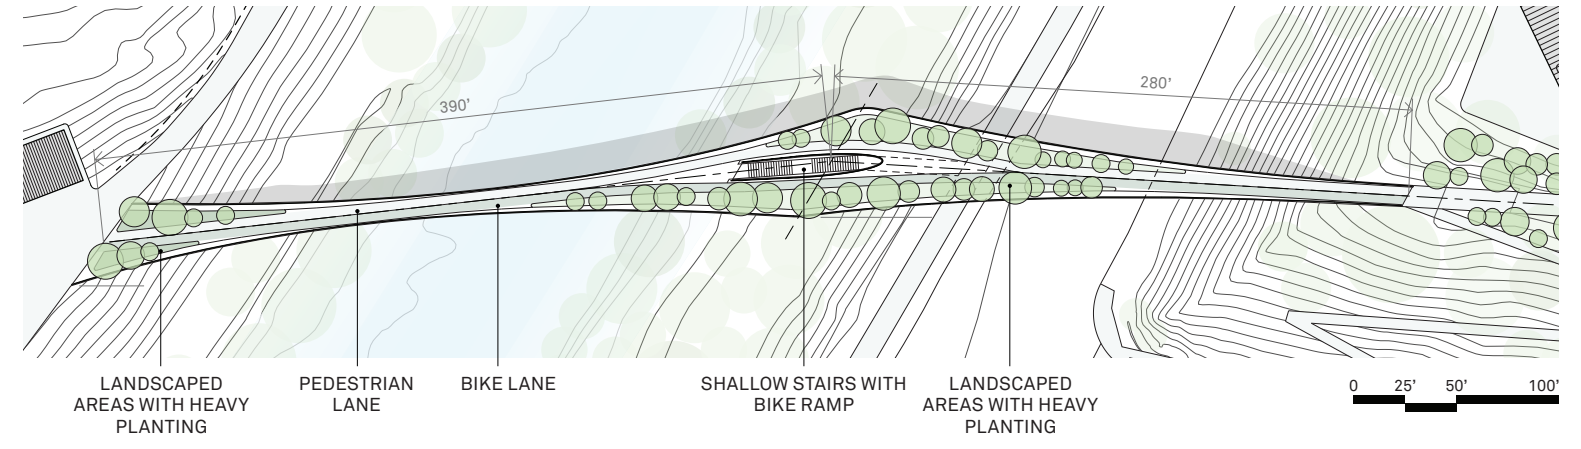 390'
280'
LANDSCAPED
AREAS WITH HEAVY
PLANTING
PEDESTRIAN
LANE
BIKE LANE
SHALLOW STAIRS WITH
BIKE RAMP
LANDSCAPED
AREAS WITH HEAVY
PLANTING
0 25' 50' 100'